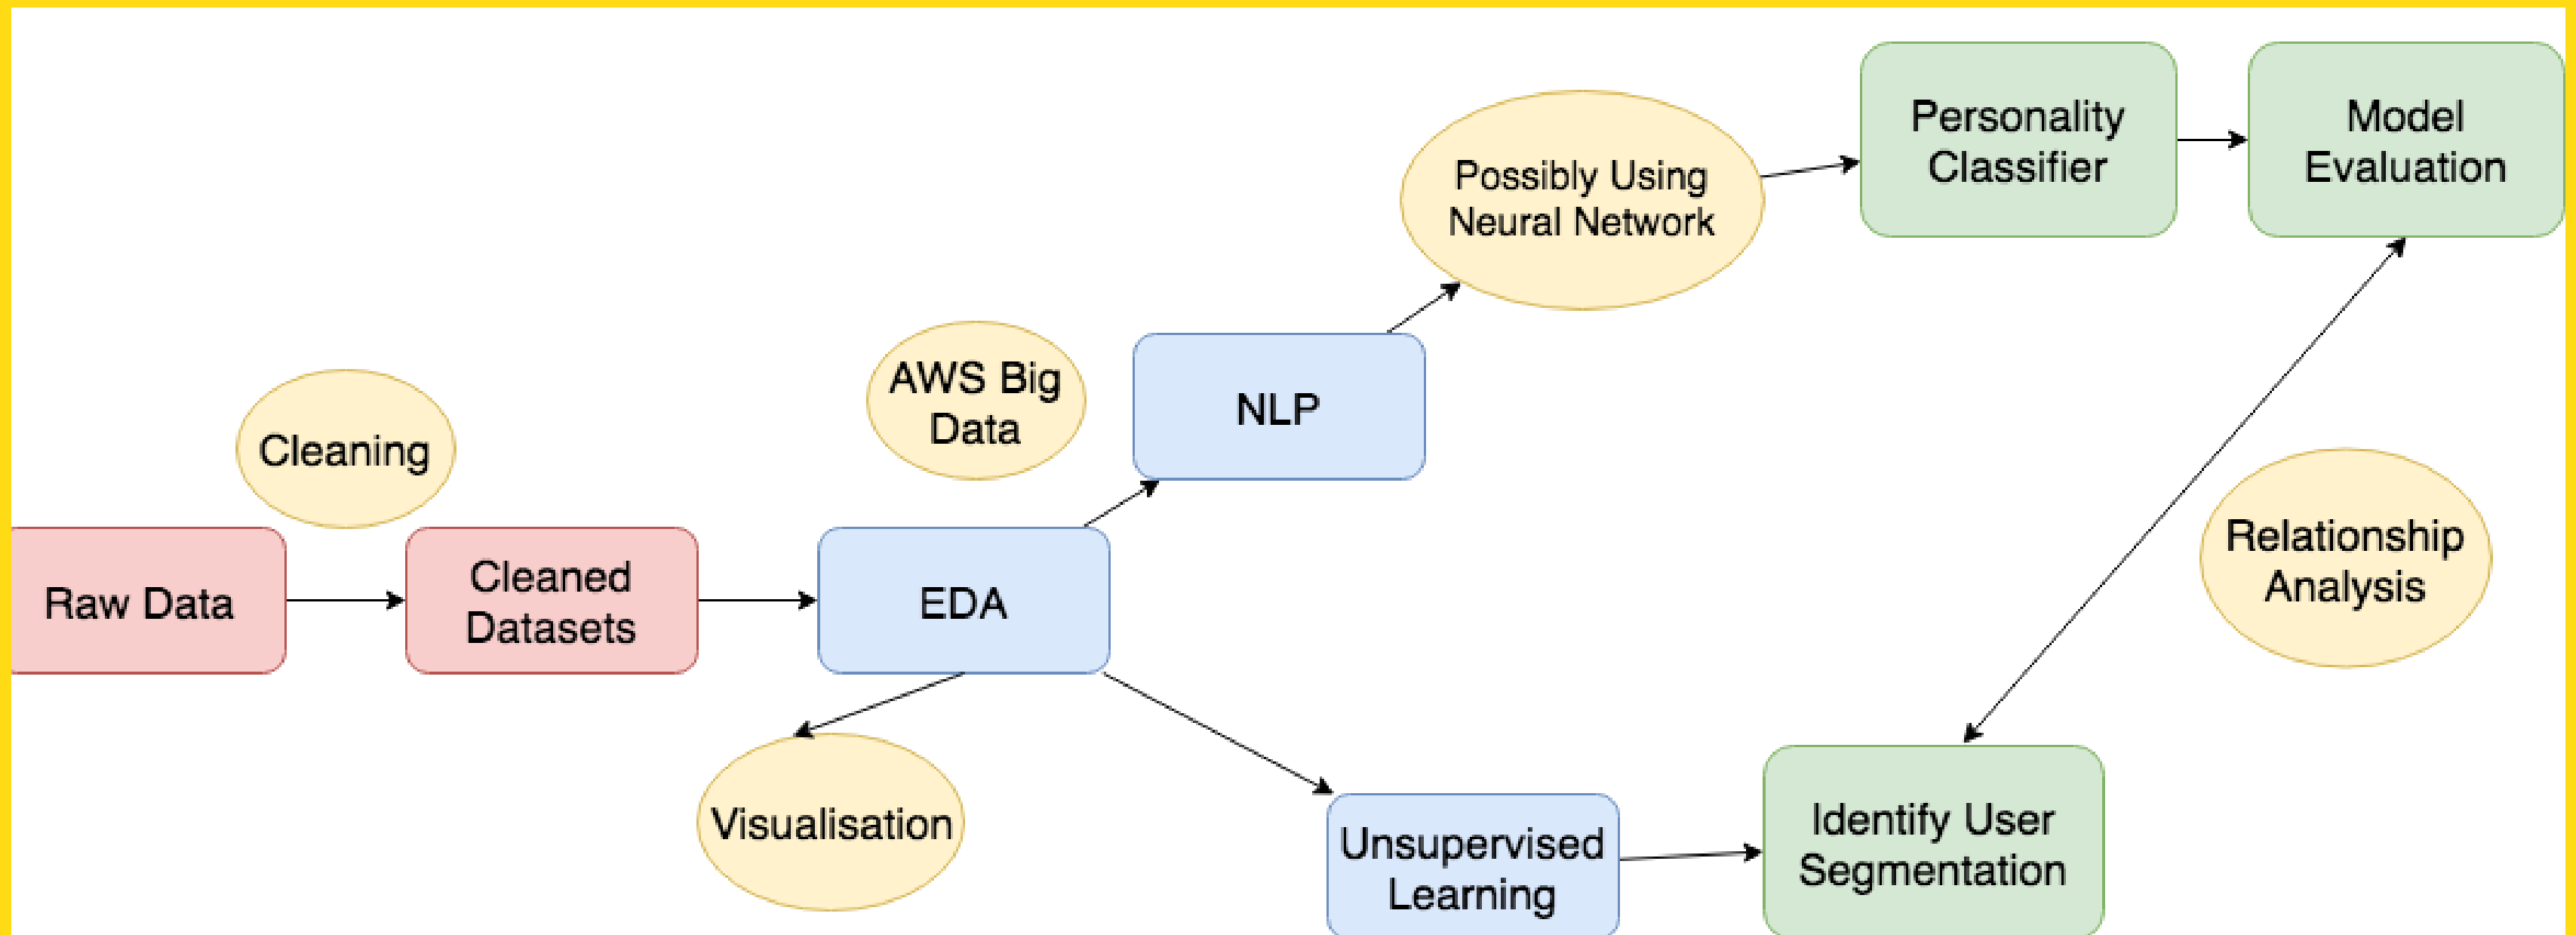 Personality
Classifier
Model
Evaluation
Possibly Using
Neural Network
AWS Big
Data
NLP
Cleaning
Raw Data
Cleaned
Datasets
EDA
Relationship
Analysis
Visualisation
Unsupervised
Learning
Identify User
Segmentation